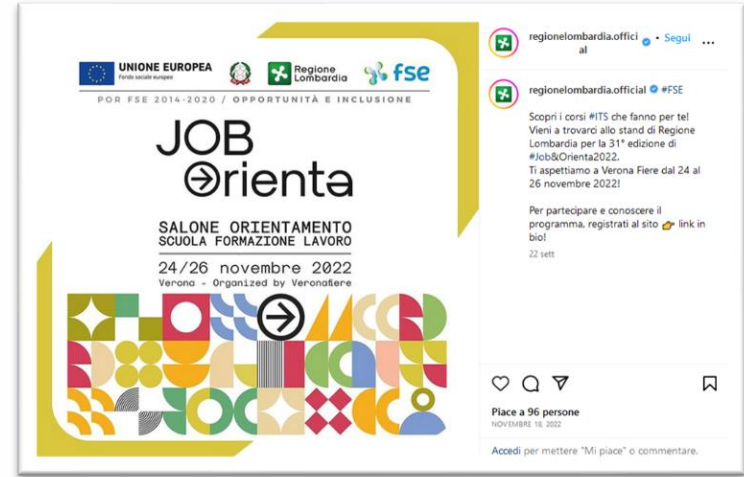 UNIONE EUROPEA
Fondo sociale europeo
Regione
Lombardia
fse
POR FSE 2014-2020 / OPPORTUNITÀ E INCLUSIONE
JOB
Orienta
SALONE ORIENTAMENTO
SCUOLA FORMAZIONE LAVORO
24/26 novembre 2022
Verona - Organized by Veronafiere
regionelombardia.offici
al • Segui ...
regionelombardia.official #FSE
Scopri i corsi #ITS che fanno per te!
Vieni a trovarci allo stand di Regione
Lombardia per la 31° edizione di
#Job&Orienta2022.
Ti aspettiamo a Verona Fiere dal 24 al
26 novembre 2022!
Per partecipare e conoscere il
programma, registrati al sito 👉 link in
bio!
22 sett
Piace a 96 persone
NOVEMBRE 18, 2022
Accedi per mettere "Mi piace" o commentare.